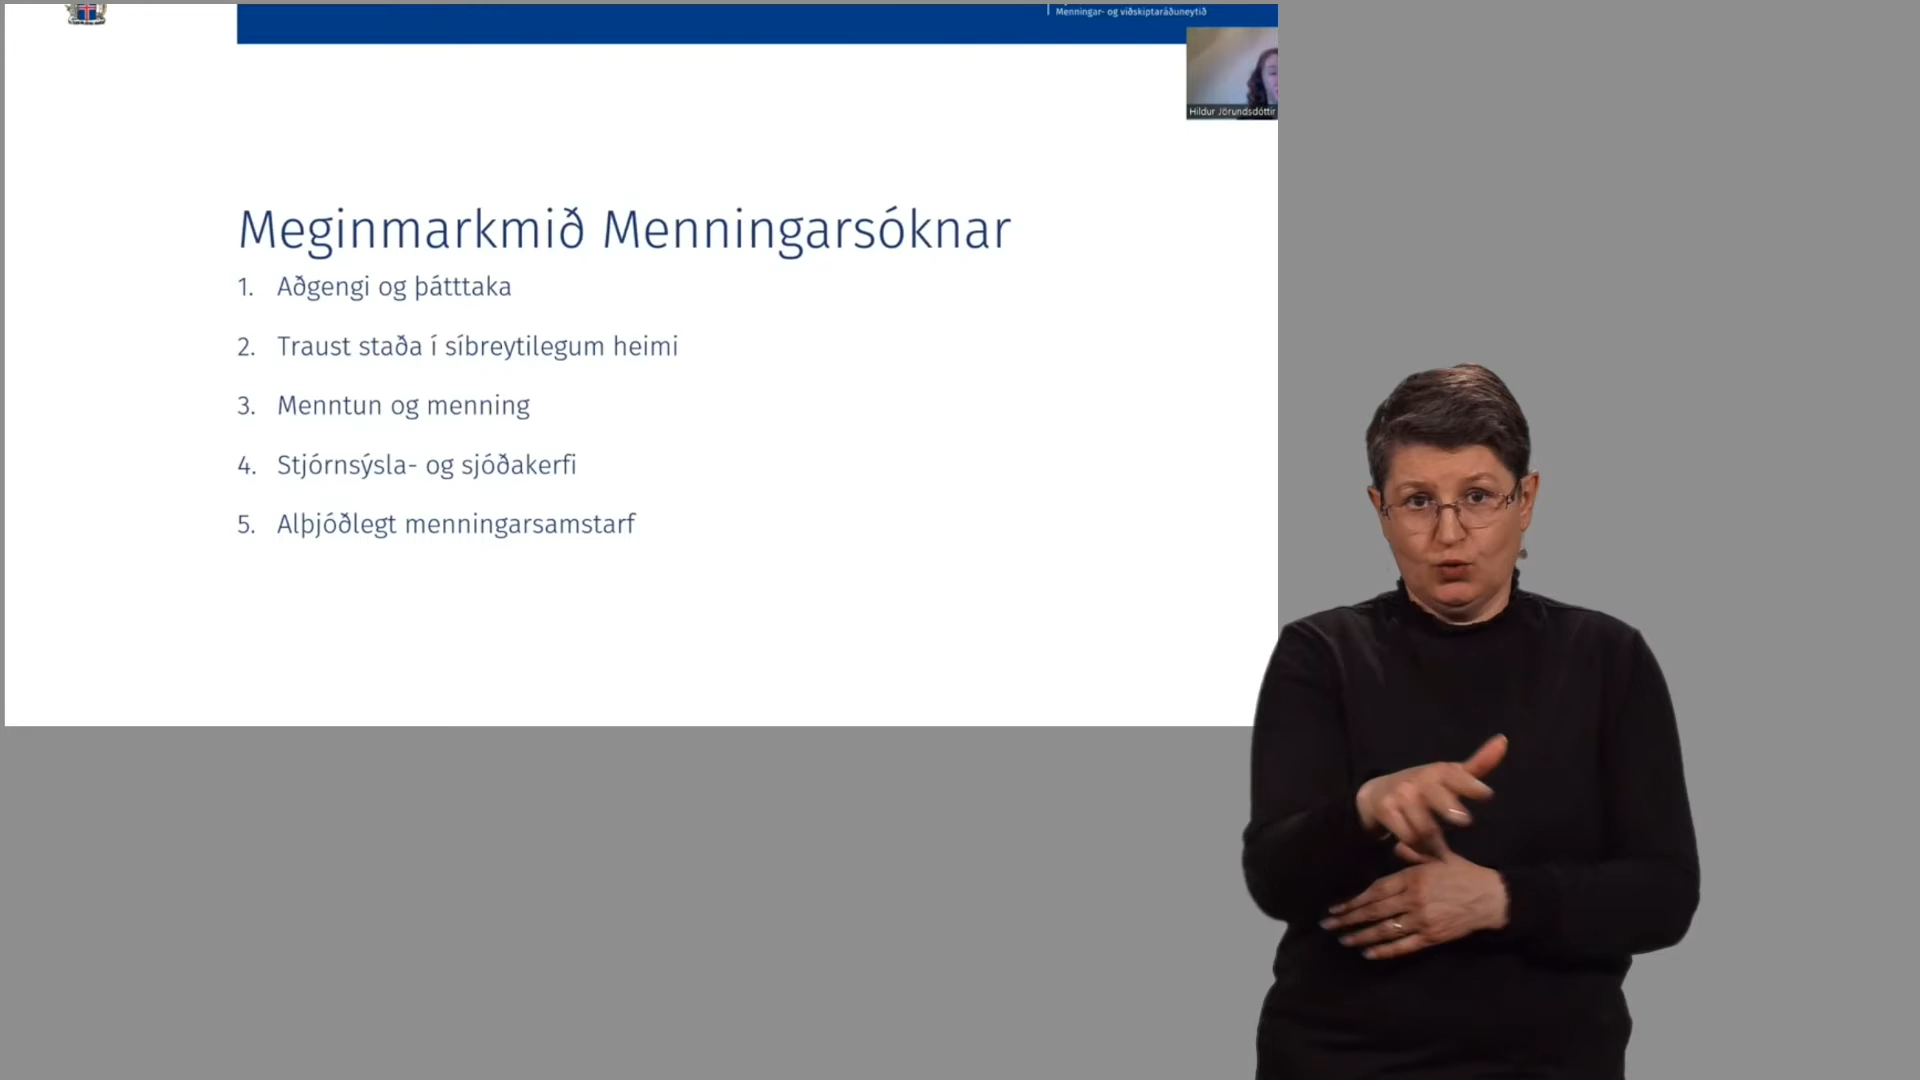 Menningar- og viðskiptaráðuneytið
Hildur Jörundsdóttir
Meginmarkmið Menningarsóknar
1. Aðgengi og þátttaka
2. Traust staða í síbreytilegum heimi
3. Menntun og menning
4. Stjórnsýsla- og sjóðakerfi
5. Alþjóðlegt menningarsamstarf